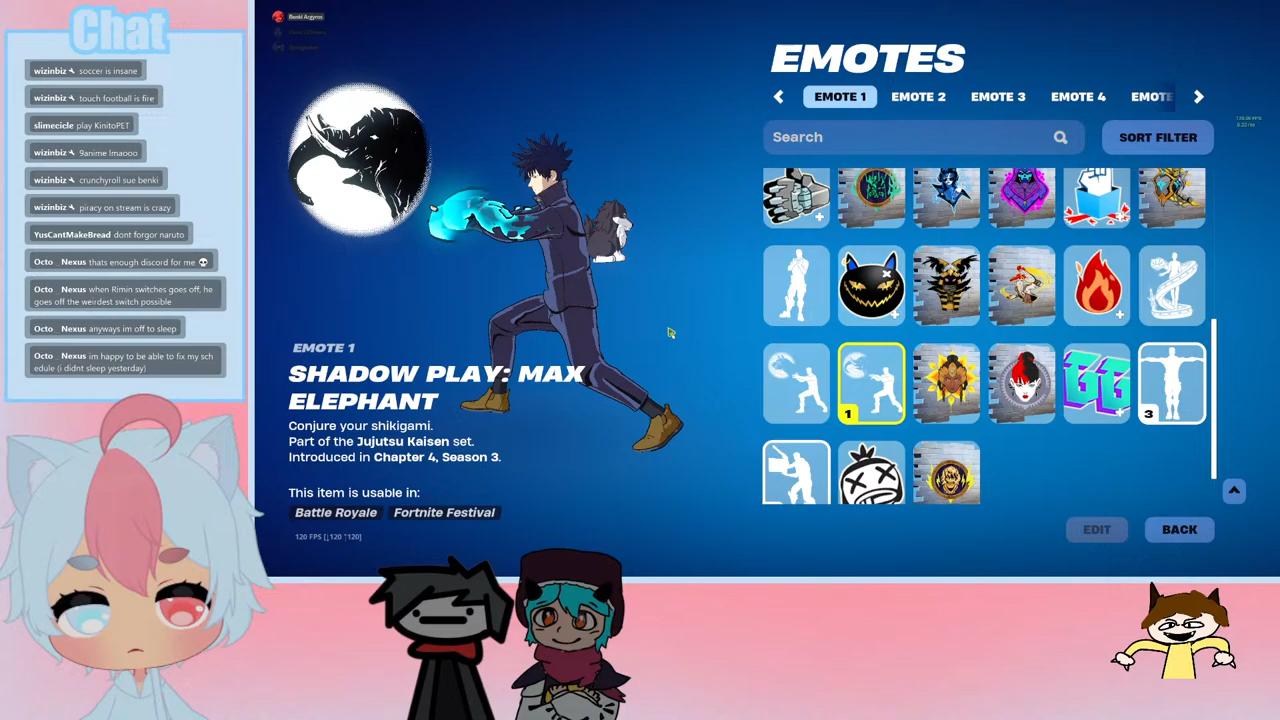 Chat
wizinbiz soccer is insane
wizinbiz touch football is fire
slimecicle play KinitoPET
wizinbiz 9anime lmaooo
wizinbiz crunchyroll sue benki
wizinbiz piracy on stream is crazy
YusCantMakeBread dont forgor naruto
Octo_Nexus thats enough discord for me 💀
Octo_Nexus when Rimin switches goes off, he
goes off the weirdest switch possible
Octo_Nexus anyways im off to sleep
Octo_Nexus im happy to be able to fix my sch
edule (i didnt sleep yesterday)
Benki Argyros
EMOTE 1
SHADOW PLAY: MAX
ELEPHANT
Conjure your shikigami.
Part of the Jujutsu Kaisen set.
Introduced in Chapter 4, Season 3.
This item is usable in:
Battle Royale Fortnite Festival
120 FPS [↓120 ↑120]
EMOTES
EMOTE 1 EMOTE 2 EMOTE 3 EMOTE 4 EMOTE
Search
SORT FILTER
1
GG
3
EDIT BACK